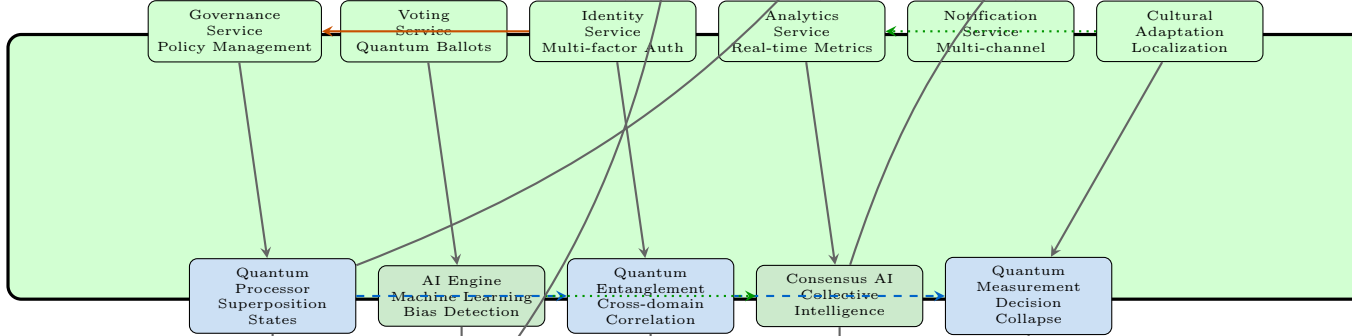 Governance
Service
Policy Management
Voting
Service
Quantum Ballots
Identity
Service
Multi-factor Auth
Analytics
Service
Real-time Metrics
Notification
Service
Multi-channel
Cultural
Adaptation
Localization
Quantum
Processor
Superposition
States
AI Engine
Machine Learning
Bias Detection
Quantum
Entanglement
Cross-domain
Correlation
Consensus AI
Collective
Intelligence
Quantum
Measurement
Decision
Collapse